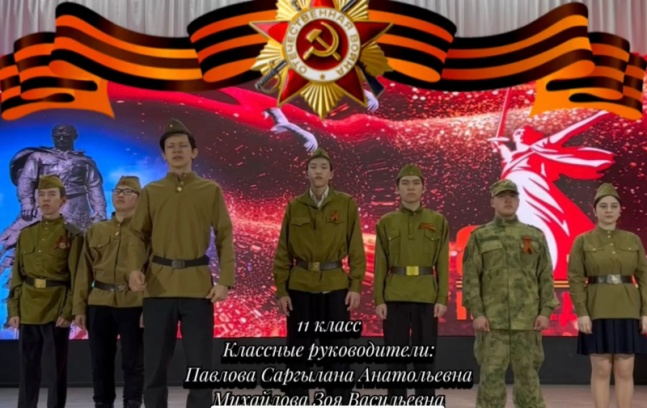 ОТЕЧЕСТВЕННАЯ ВОЙНА
11 класс
Классные руководители:
Павлова Саргылана Анатольевна
Михайлова Зоя Васильевна